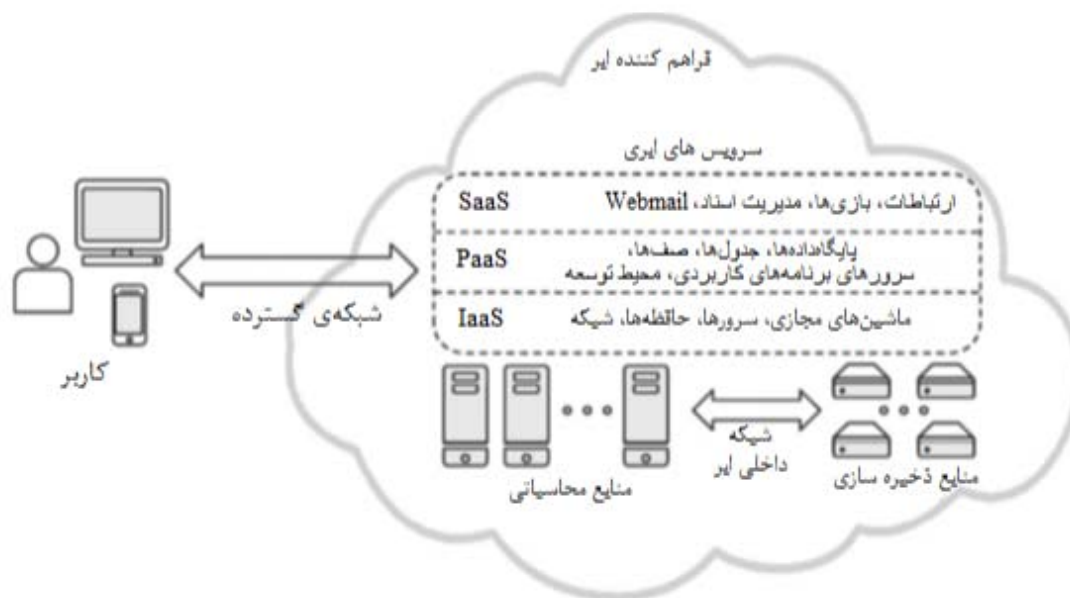 فراهم کننده ابر
سرویس های ابری
SaaS ارتباطات، بازی‌ها، مدیریت اسناد، Webmail
PaaS پایگاه‌داده‌ها، جدول‌ها، صف‌ها،
سرورهای برنامه‌های کاربردی، محیط توسعه
IaaS ماشین‌های مجازی، سرورها، حافظه‌ها، شبکه
شبکه‌ی گسترده
کاربر
شبکه
داخلی ابر
منابع محاسباتی
منابع ذخیره سازی